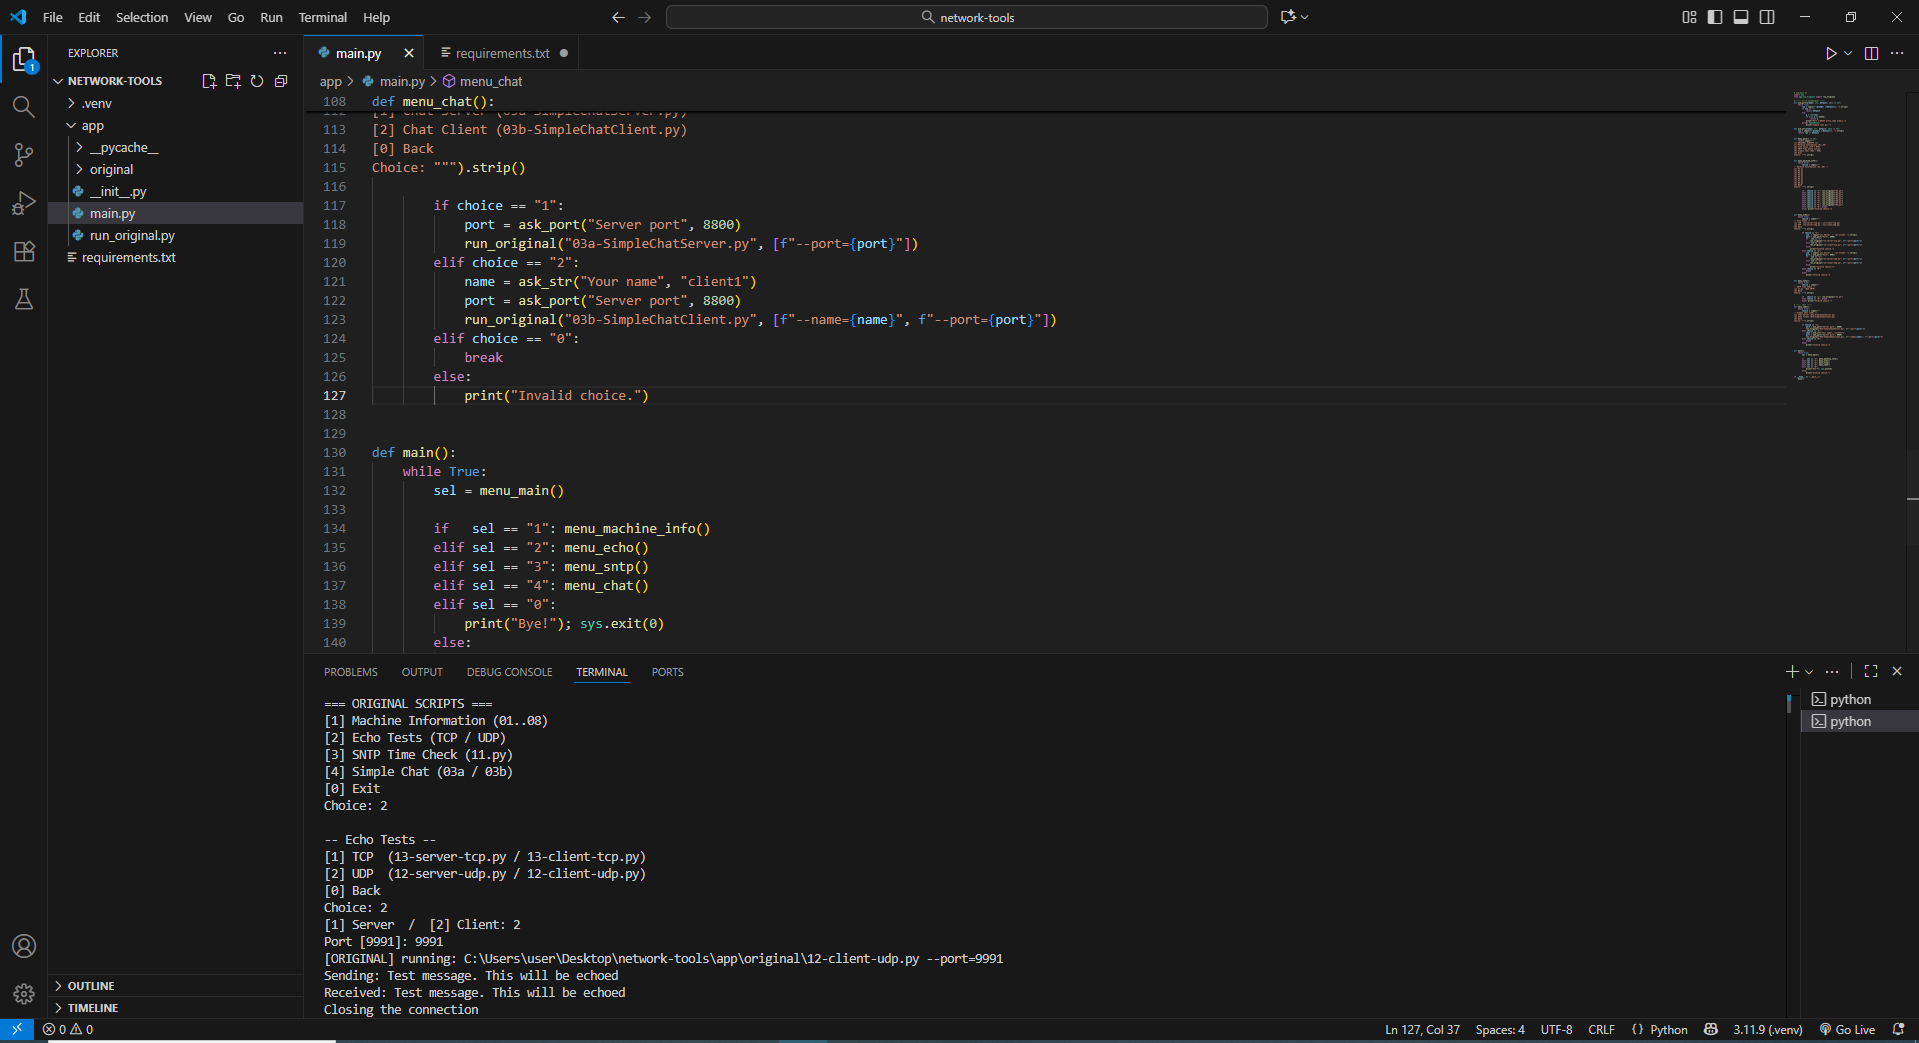 File Edit Selection View Go Run Terminal Help
network-tools
EXPLORER
NETWORK-TOOLS
.venv
app
__pycache__
original
__init__.py
main.py
run_original.py
requirements.txt
OUTLINE
TIMELINE
main.py
requirements.txt
app > main.py > menu_chat
108 def menu_chat():
112 [1] Chat Server (03a-SimpleChatServer.py)
113 [2] Chat Client (03b-SimpleChatClient.py)
114 [0] Back
115 Choice: """).strip()
116
117 if choice == "1":
118 port = ask_port("Server port", 8800)
119 run_original("03a-SimpleChatServer.py", [f"--port={port}"])
120 elif choice == "2":
121 name = ask_str("Your name", "client1")
122 port = ask_port("Server port", 8800)
123 run_original("03b-SimpleChatClient.py", [f"--name={name}", f"--port={port}"])
124 elif choice == "0":
125 break
126 else:
127 print("Invalid choice.")
128
129
130 def main():
131 while True:
132 sel = menu_main()
133
134 if   sel == "1": menu_machine_info()
135 elif sel == "2": menu_echo()
136 elif sel == "3": menu_sntp()
137 elif sel == "4": menu_chat()
138 elif sel == "0":
139 print("Bye!"); sys.exit(0)
140 else:
PROBLEMS OUTPUT DEBUG CONSOLE TERMINAL PORTS
=== ORIGINAL SCRIPTS ===
[1] Machine Information (01..08)
[2] Echo Tests (TCP / UDP)
[3] SNTP Time Check (11.py)
[4] Simple Chat (03a / 03b)
[0] Exit
Choice: 2
-- Echo Tests --
[1] TCP  (13-server-tcp.py / 13-client-tcp.py)
[2] UDP  (12-server-udp.py / 12-client-udp.py)
[0] Back
Choice: 2
[1] Server  /  [2] Client: 2
Port [9991]: 9991
[ORIGINAL] running: C:\Users\user\Desktop\network-tools\app\original\12-client-udp.py --port=9991
Sending: Test message. This will be echoed
Received: Test message. This will be echoed
Closing the connection
python
python
1
0 0
Ln 127, Col 37 Spaces: 4 UTF-8 CRLF {} Python 3.11.9 (.venv) Go Live